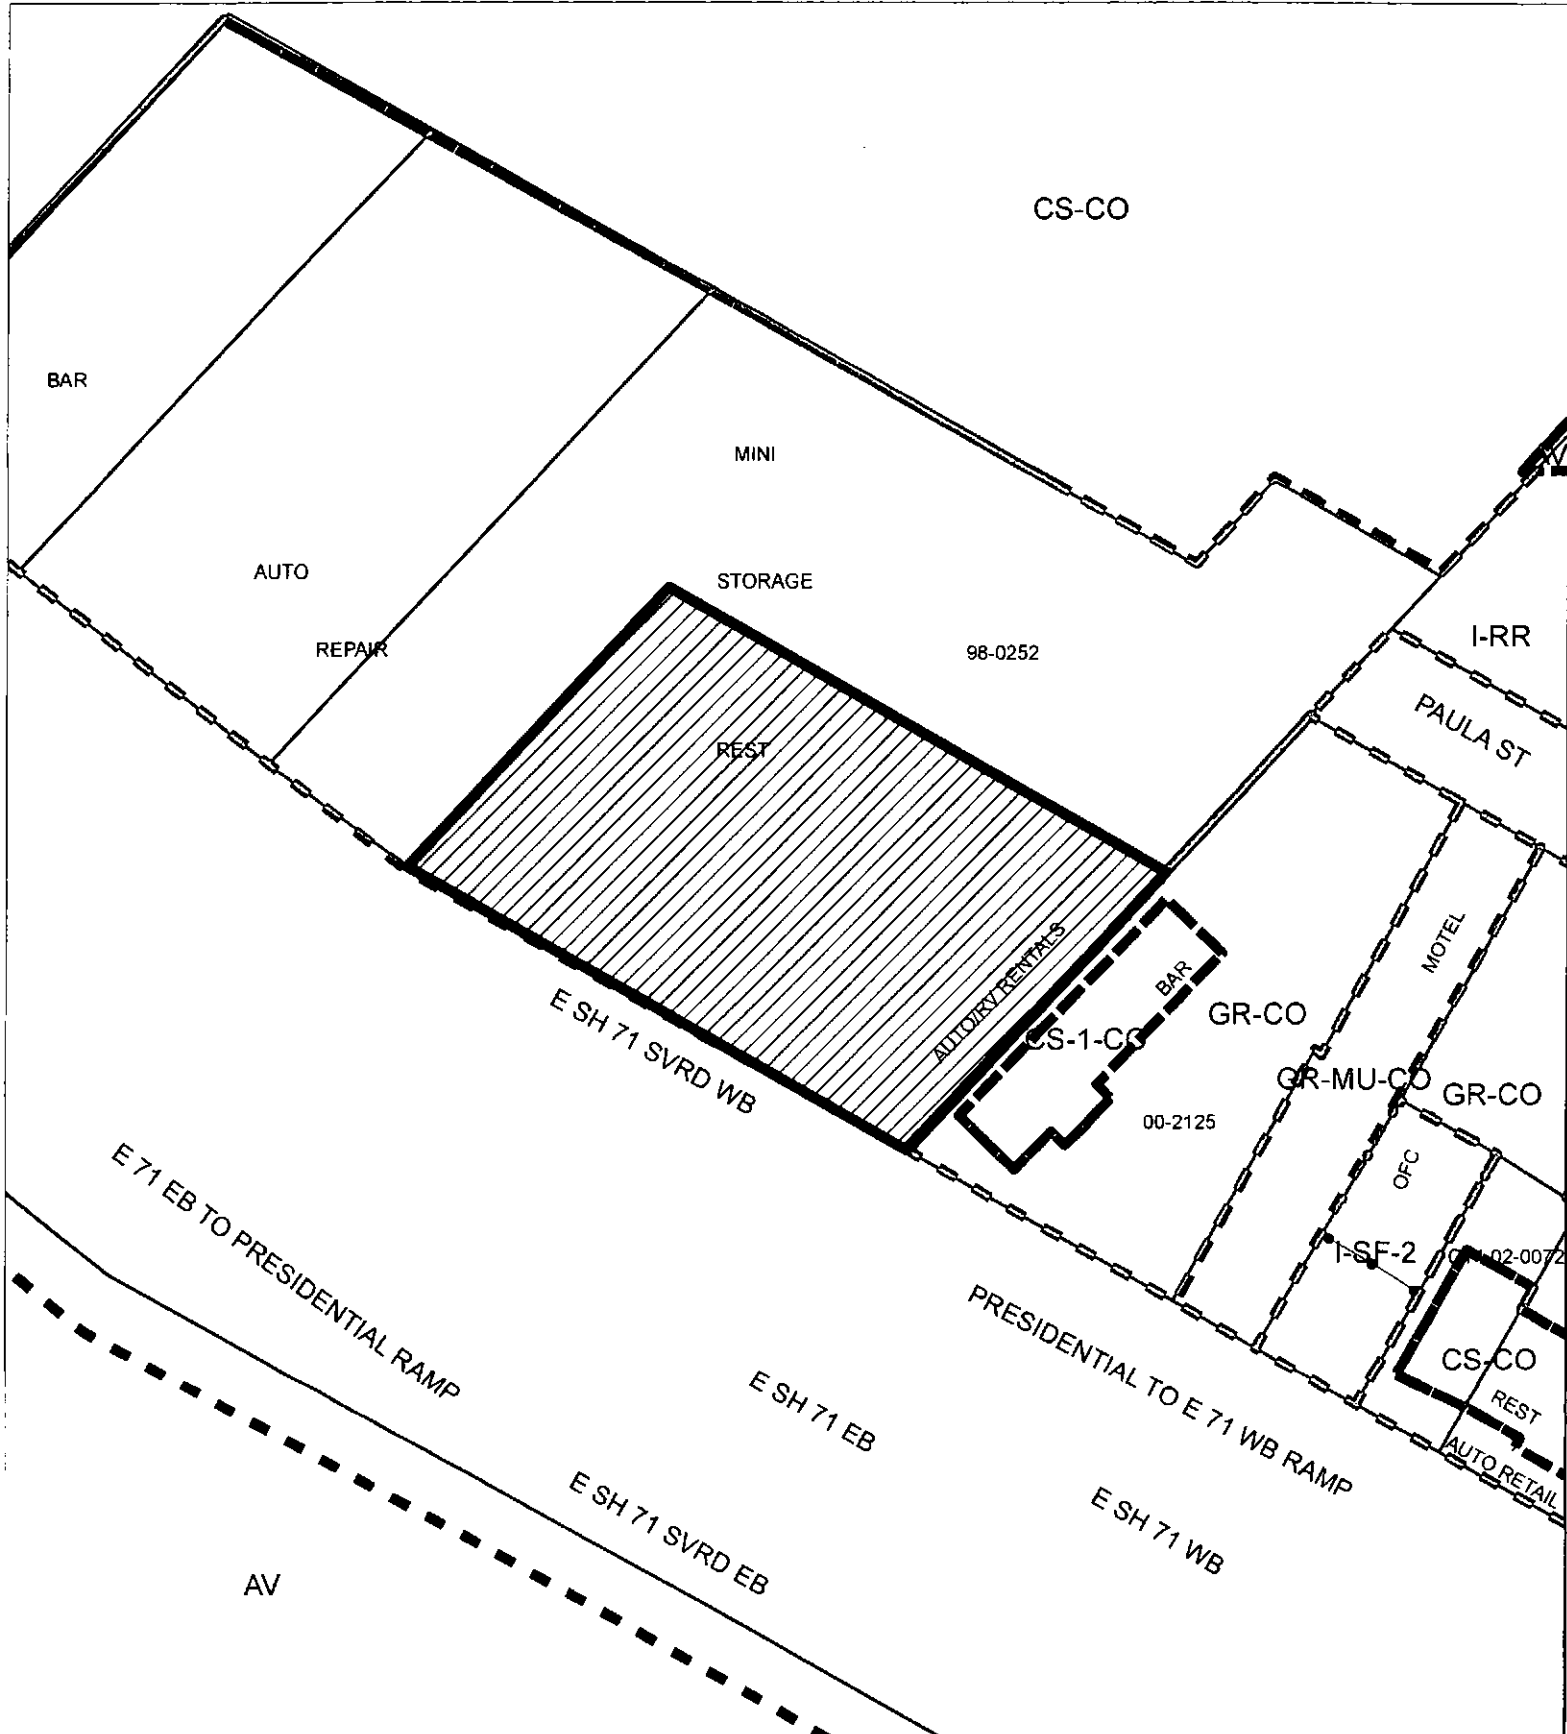 CS-CO
BAR
MINI
AUTO
STORAGE
REPAIR
98-0252
I-RR
PAULA ST
REST
MOTEL
AUTO/RV RENTALS
BAR
GR-CO
CS-1-CO
E SH 71 SVRD WB
GR-MU-CO
GR-CO
00-2125
OFC
E 71 EB TO PRESIDENTIAL RAMP
I-SF-2
02-0072
PRESIDENTIAL TO E 71 WB RAMP
CS-CO
E SH 71 EB
REST
AUTO RETAIL
E SH 71 SVRD EB
E SH 71 WB
AV